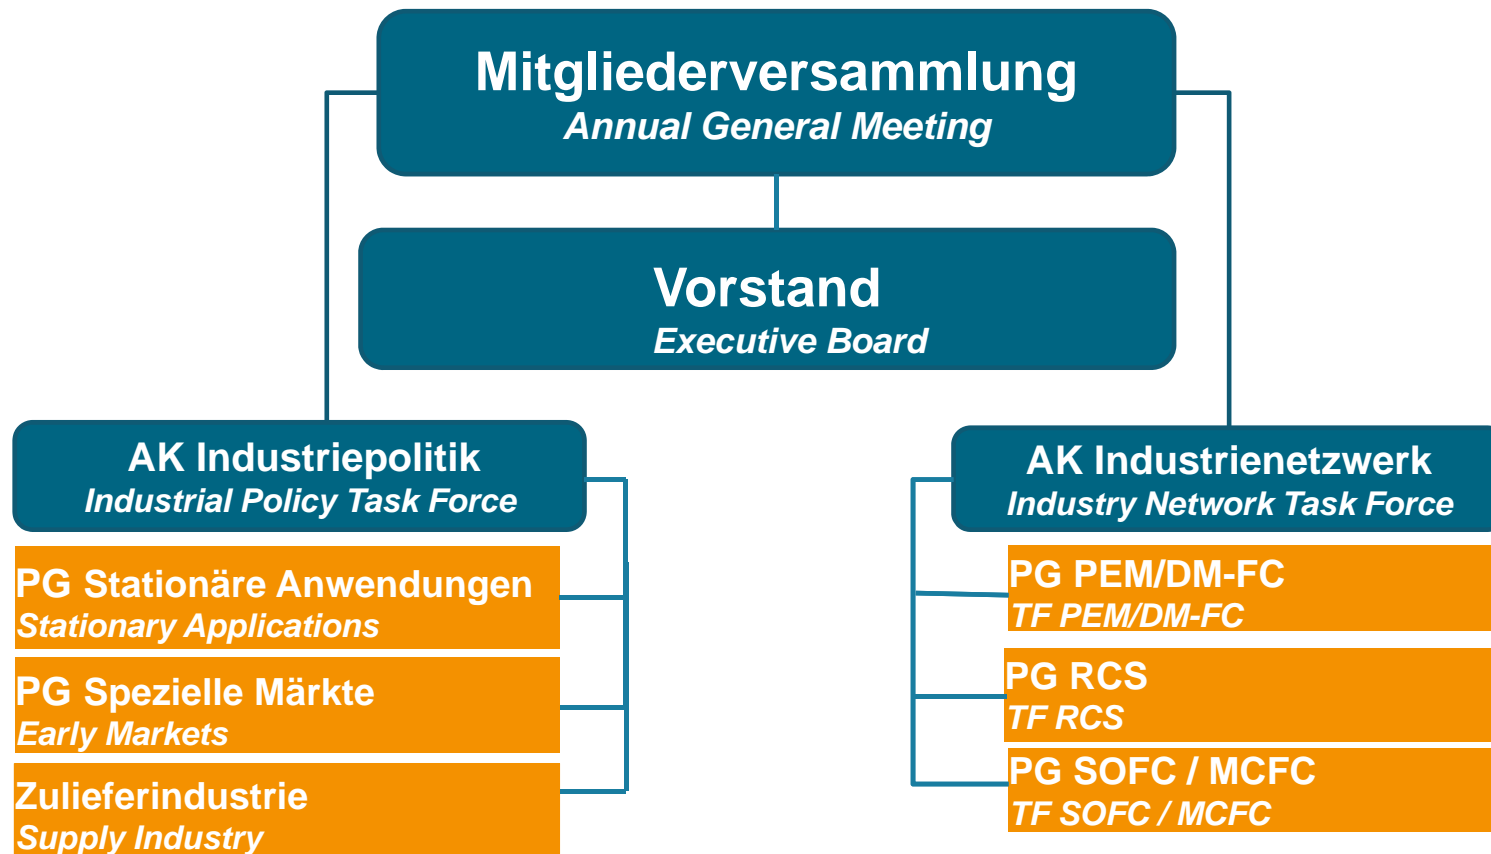 Mitgliederversammlung
Annual General Meeting
Vorstand
Executive Board
AK Industriepolitik
Industrial Policy Task Force
PG Stationäre Anwendungen
Stationary Applications
PG Spezielle Märkte
Early Markets
Zulieferindustrie
Supply Industry
AK Industrienetzwerk
Industry Network Task Force
PG PEM/DM-FC
TF PEM/DM-FC
PG RCS
TF RCS
PG SOFC / MCFC
TF SOFC / MCFC